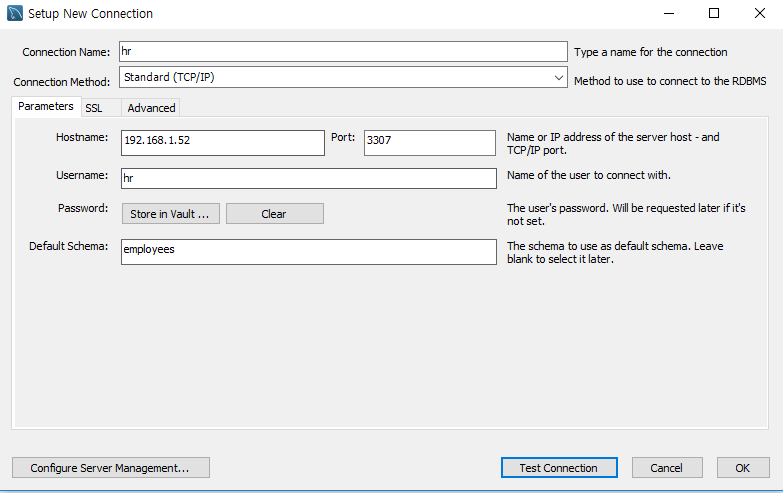 Setup New Connection
Connection Name: hr Type a name for the connection
Connection Method: Standard (TCP/IP) Method to use to connect to the RDBMS
Parameters SSL Advanced
Hostname: 192.168.1.52 Port: 3307 Name or IP address of the server host - and
TCP/IP port.
Username: hr Name of the user to connect with.
Password: Store in Vault ... Clear The user's password. Will be requested later if it's
not set.
Default Schema: employees The schema to use as default schema. Leave
blank to select it later.
Configure Server Management... Test Connection Cancel OK